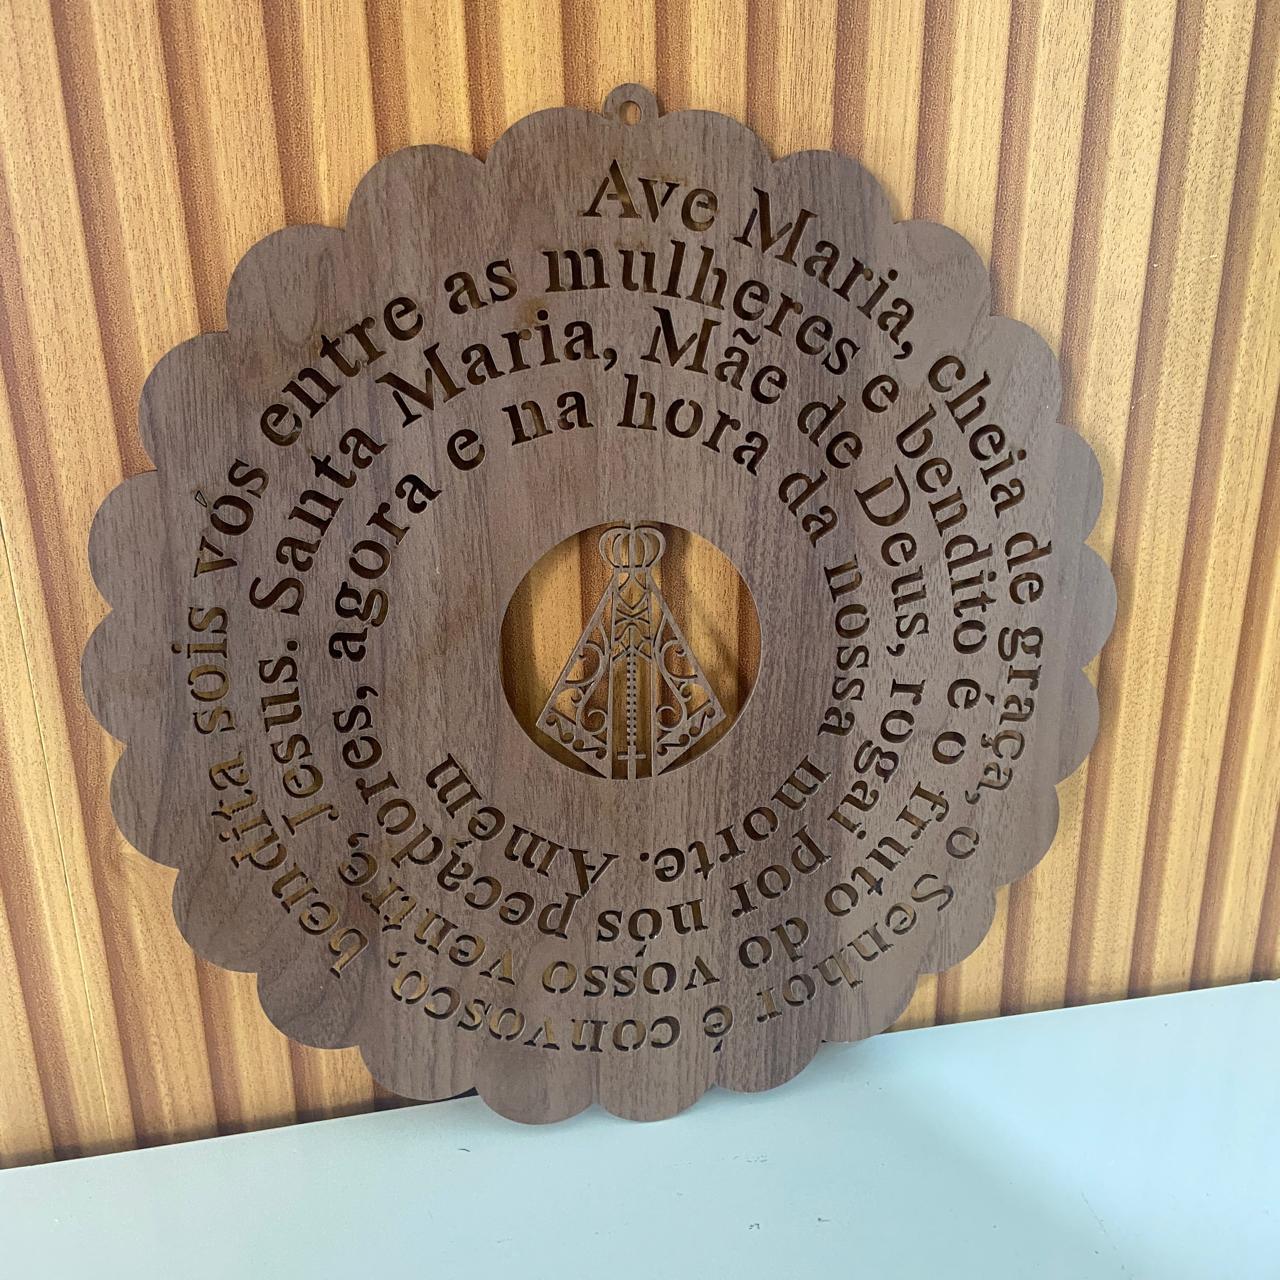 Ave Maria, cheia de graça, o Senhor é convosco, bendita sois vós entre as mulheres e bendito é o fruto do vosso ventre, Jesus. Santa Maria, Mãe de Deus, rogai por nós pecadores, agora e na hora da nossa morte. Amém